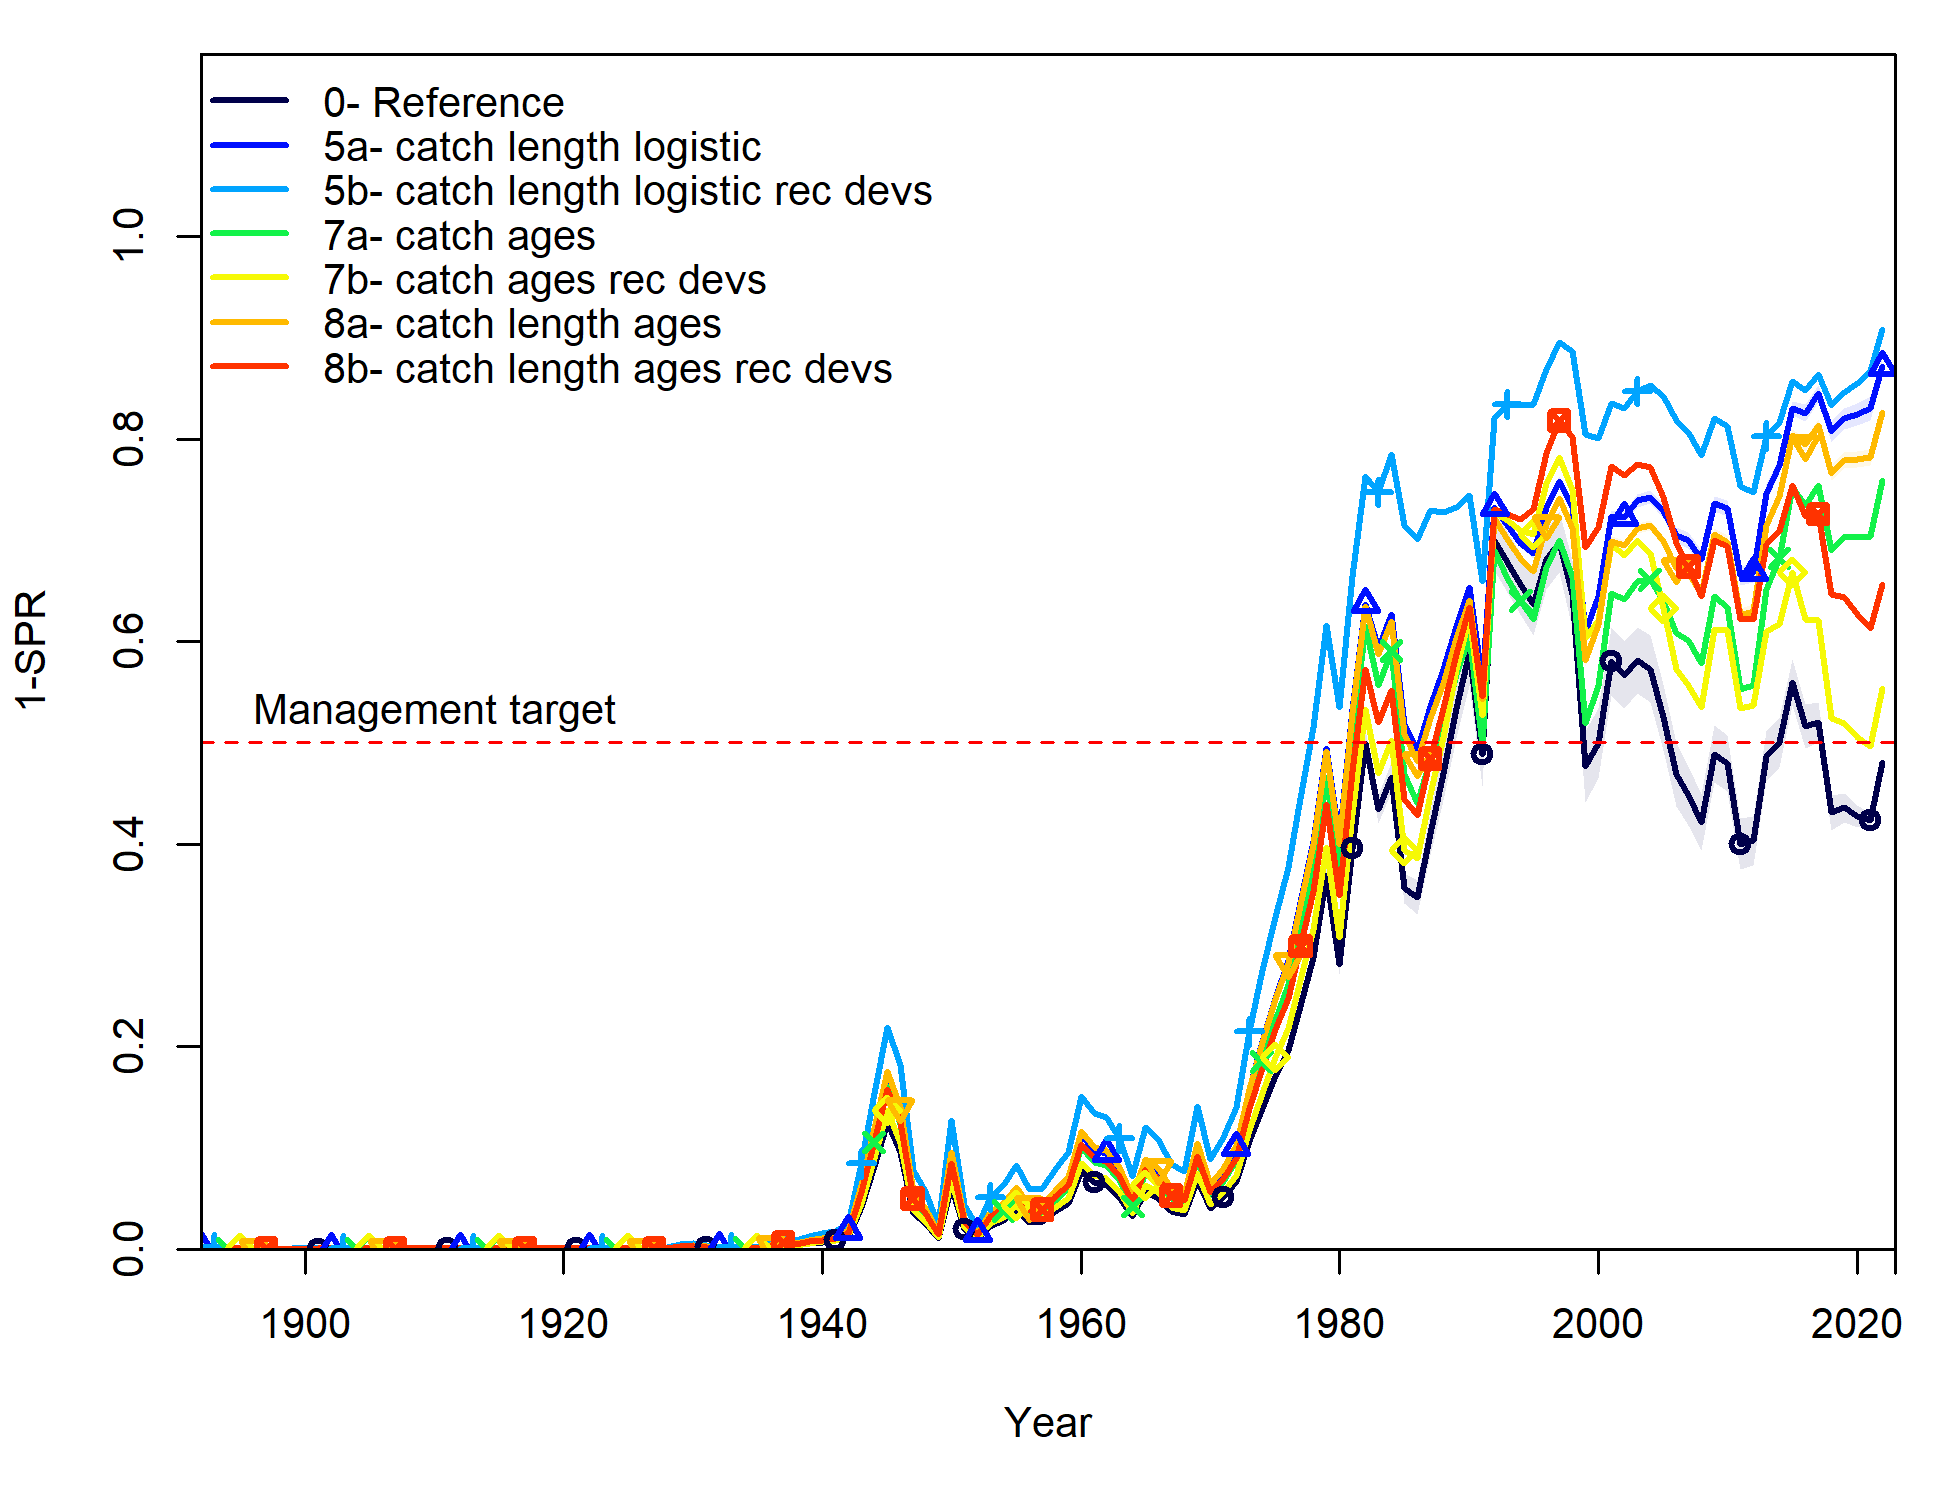 0- Reference
5a- catch length logistic
5b- catch length logistic rec devs
7a- catch ages
7b- catch ages rec devs
8a- catch length ages
8b- catch length ages rec devs
Management target
1-SPR
1.0
0.8
0.6
0.4
0.2
0.0
1900 1920 1940 1960 1980 2000 2020
Year